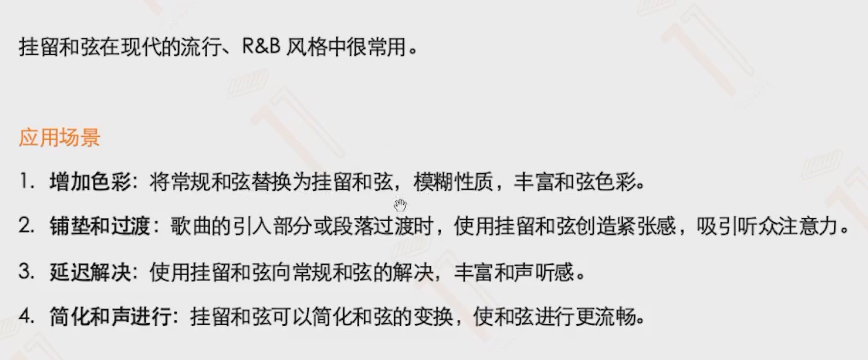 挂留和弦在现代的流行、R&B 风格中很常用。
应用场景
1. 增加色彩：将常规和弦替换为挂留和弦，模糊性质，丰富和弦色彩。
2. 铺垫和过渡：歌曲的引入部分或段落过渡时，使用挂留和弦创造紧张感，吸引听众注意力。
3. 延迟解决：使用挂留和弦向常规和弦的解决，丰富和声听感。
4. 简化和声进行：挂留和弦可以简化和弦的变换，使和弦进行更流畅。